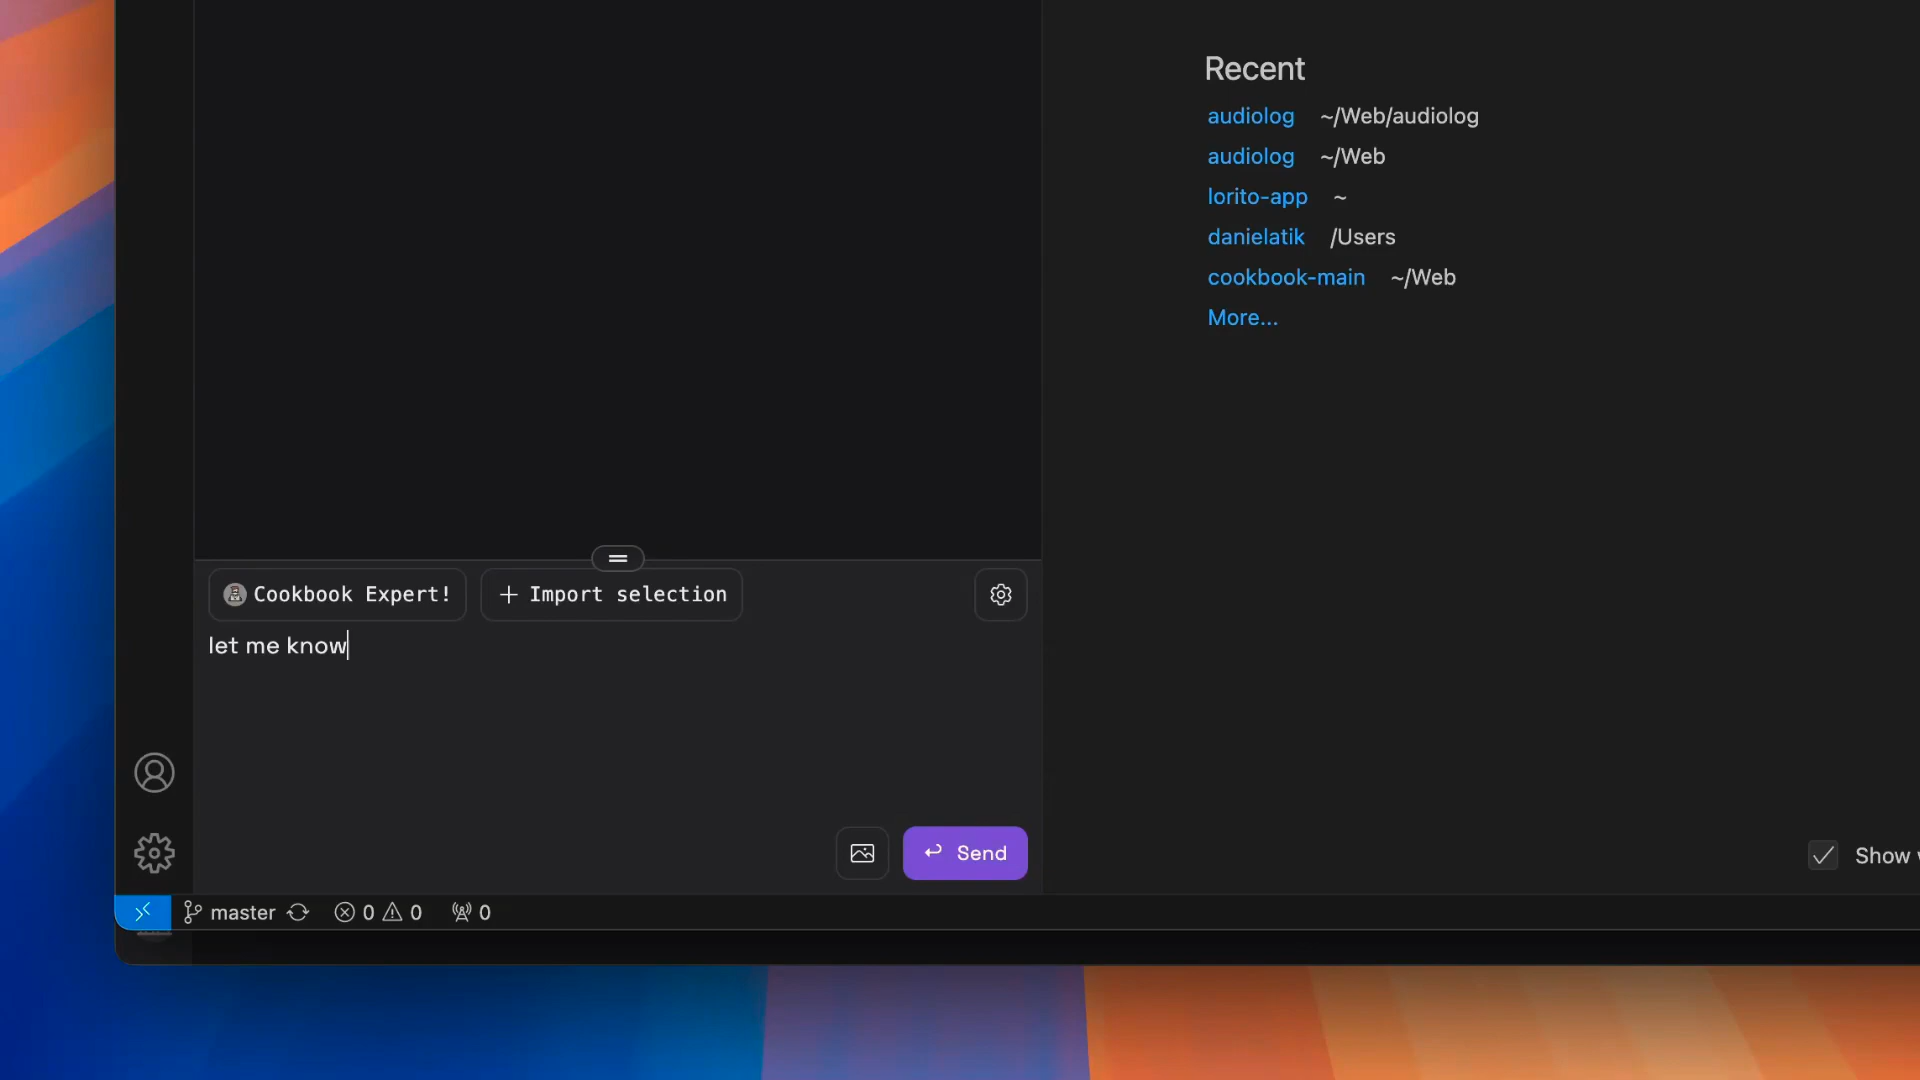 Recent
audiolog ~/Web/audiolog
audiolog ~/Web
lorito-app ~
danielatik /Users
cookbook-main ~/Web
More...
Cookbook Expert!
+ Import selection
let me know
Send
Show
master 0 0 0